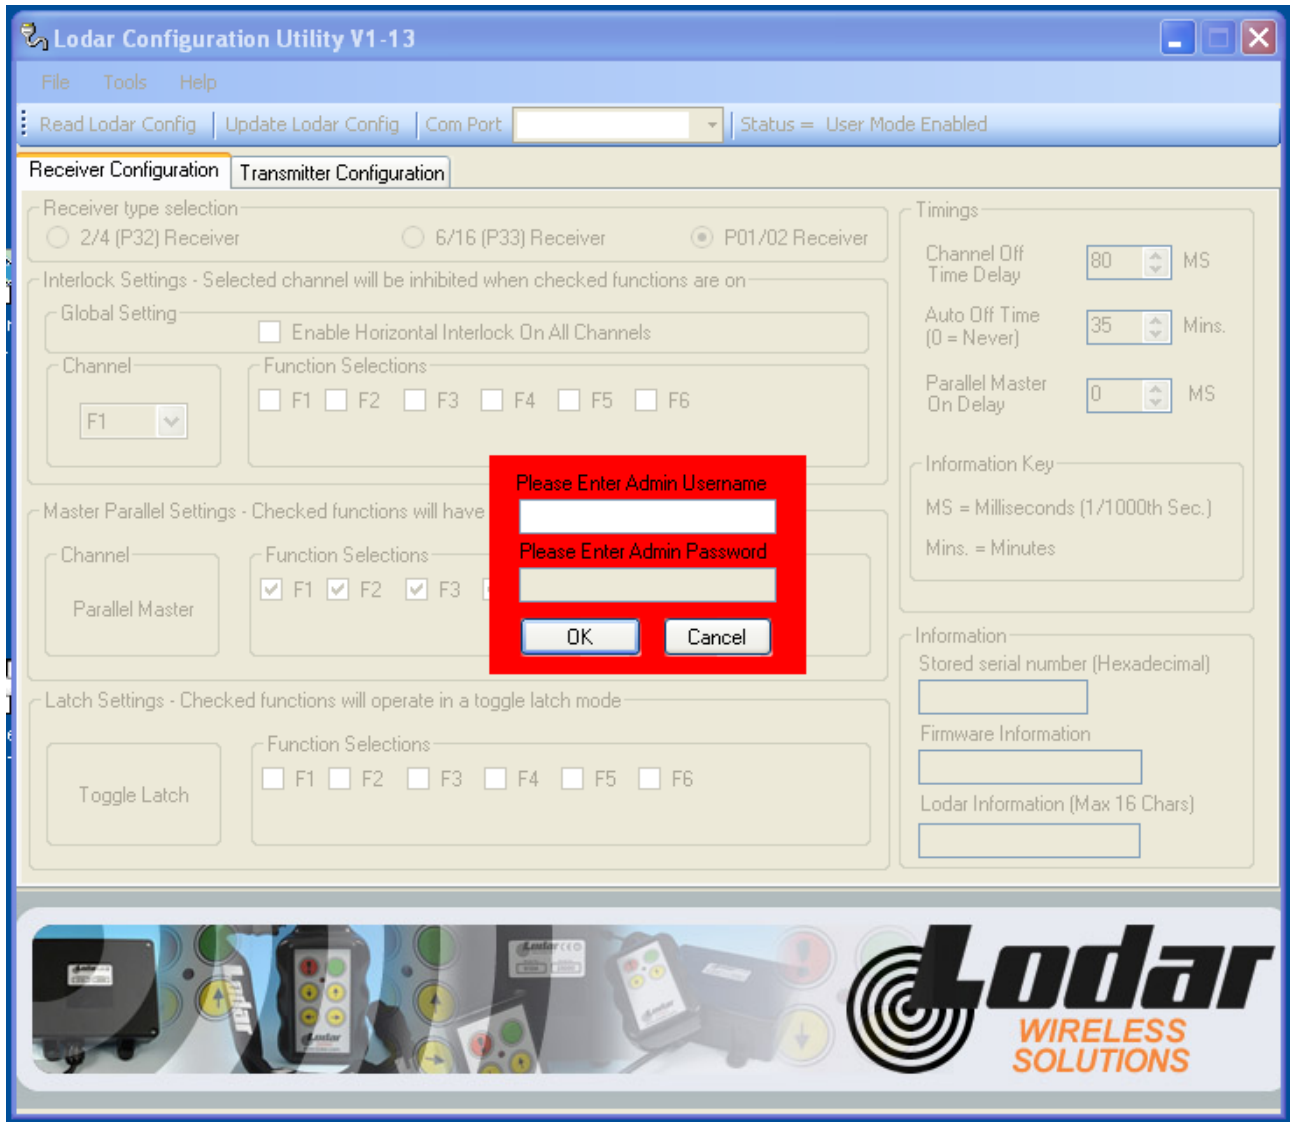 Lodar Configuration Utility V1-13
File Tools Help
Read Lodar Config Update Lodar Config Com Port Status = User Mode Enabled
Receiver Configuration Transmitter Configuration
Receiver type selection
2/4 (P32) Receiver 6/16 (P33) Receiver P01/02 Receiver
Interlock Settings - Selected channel will be inhibited when checked functions are on
Global Setting
Enable Horizontal Interlock On All Channels
Channel
F1
Function Selections
F1 F2 F3 F4 F5 F6
Master Parallel Settings - Checked functions will have
Channel
Parallel Master
Function Selections
F1 F2 F3
Latch Settings - Checked functions will operate in a toggle latch mode
Toggle Latch
Function Selections
F1 F2 F3 F4 F5 F6
Please Enter Admin Username
Please Enter Admin Password
OK Cancel
Timings
Channel Off
Time Delay
80 MS
Auto Off Time
(0 = Never)
35 Mins.
Parallel Master
On Delay
0 MS
Information Key
MS = Milliseconds (1/1000th Sec.)
Mins. = Minutes
Information
Stored serial number (Hexadecimal)
Firmware Information
Lodar Information (Max 16 Chars)
Lodar
Lodar
Lodar
WIRELESS
SOLUTIONS